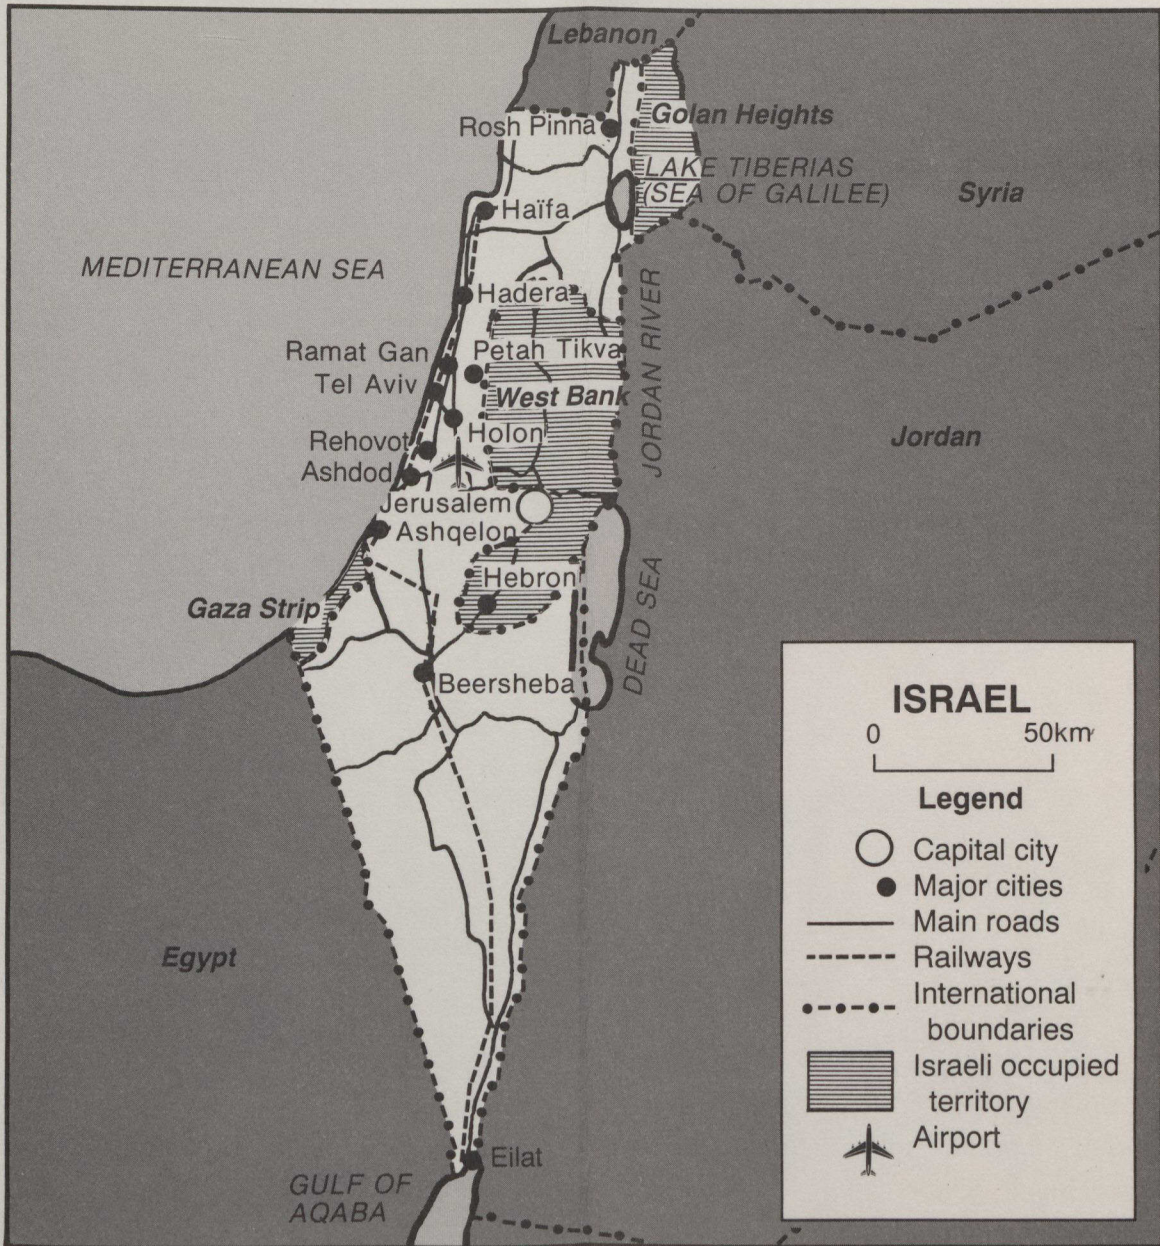 Lebanon
Golan Heights
Rosh Pinna
LAKE TIBERIAS
(SEA OF GALILEE)
Syria
Haïfa
MEDITERRANEAN SEA
Hadera
JORDAN RIVER
Ramat Gan
Petah Tikva
Tel Aviv
West Bank
Holon
Jordan
Rehovot
Ashdod
Jerusalem
Ashqelon
Hebron
Gaza Strip
DEAD SEA
Beersheba
Egypt
Eilat
GULF OF
AQABA
ISRAEL
0 50km
Legend
Capital city
Major cities
Main roads
Railways
International
boundaries
Israeli occupied
territory
Airport